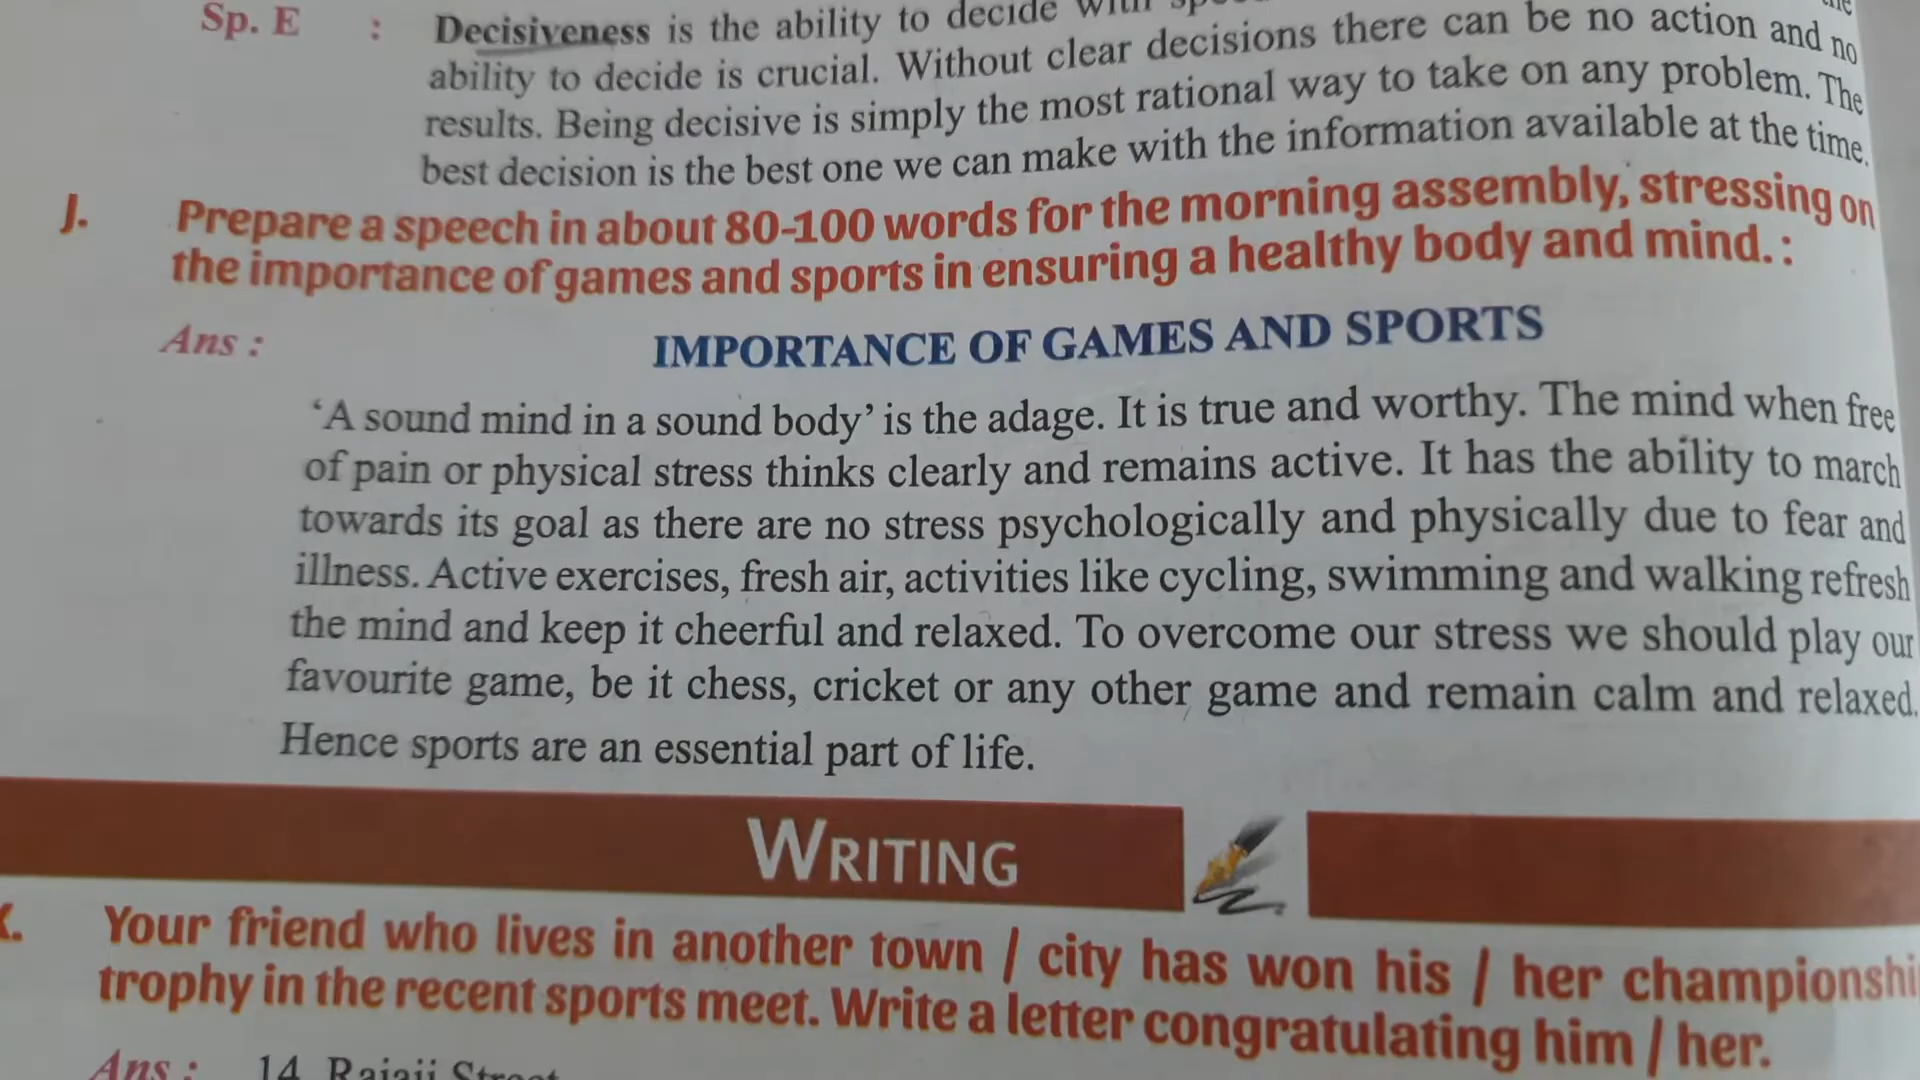 Sp. E : Decisiveness is the ability to decide with
ability to decide is crucial. Without clear decisions there can be no action and no
results. Being decisive is simply the most rational way to take on any problem. The
best decision is the best one we can make with the information available at the time.
J. Prepare a speech in about 80-100 words for the morning assembly, stressing on
the importance of games and sports in ensuring a healthy body and mind. :
Ans : IMPORTANCE OF GAMES AND SPORTS
‘A sound mind in a sound body’ is the adage. It is true and worthy. The mind when free
of pain or physical stress thinks clearly and remains active. It has the ability to march
towards its goal as there are no stress psychologically and physically due to fear and
illness. Active exercises, fresh air, activities like cycling, swimming and walking refresh
the mind and keep it cheerful and relaxed. To overcome our stress we should play our
favourite game, be it chess, cricket or any other game and remain calm and relaxed.
Hence sports are an essential part of life.
WRITING
Your friend who lives in another town / city has won his / her championshi
trophy in the recent sports meet. Write a letter congratulating him / her.
Ans : 14, Rajaji Street